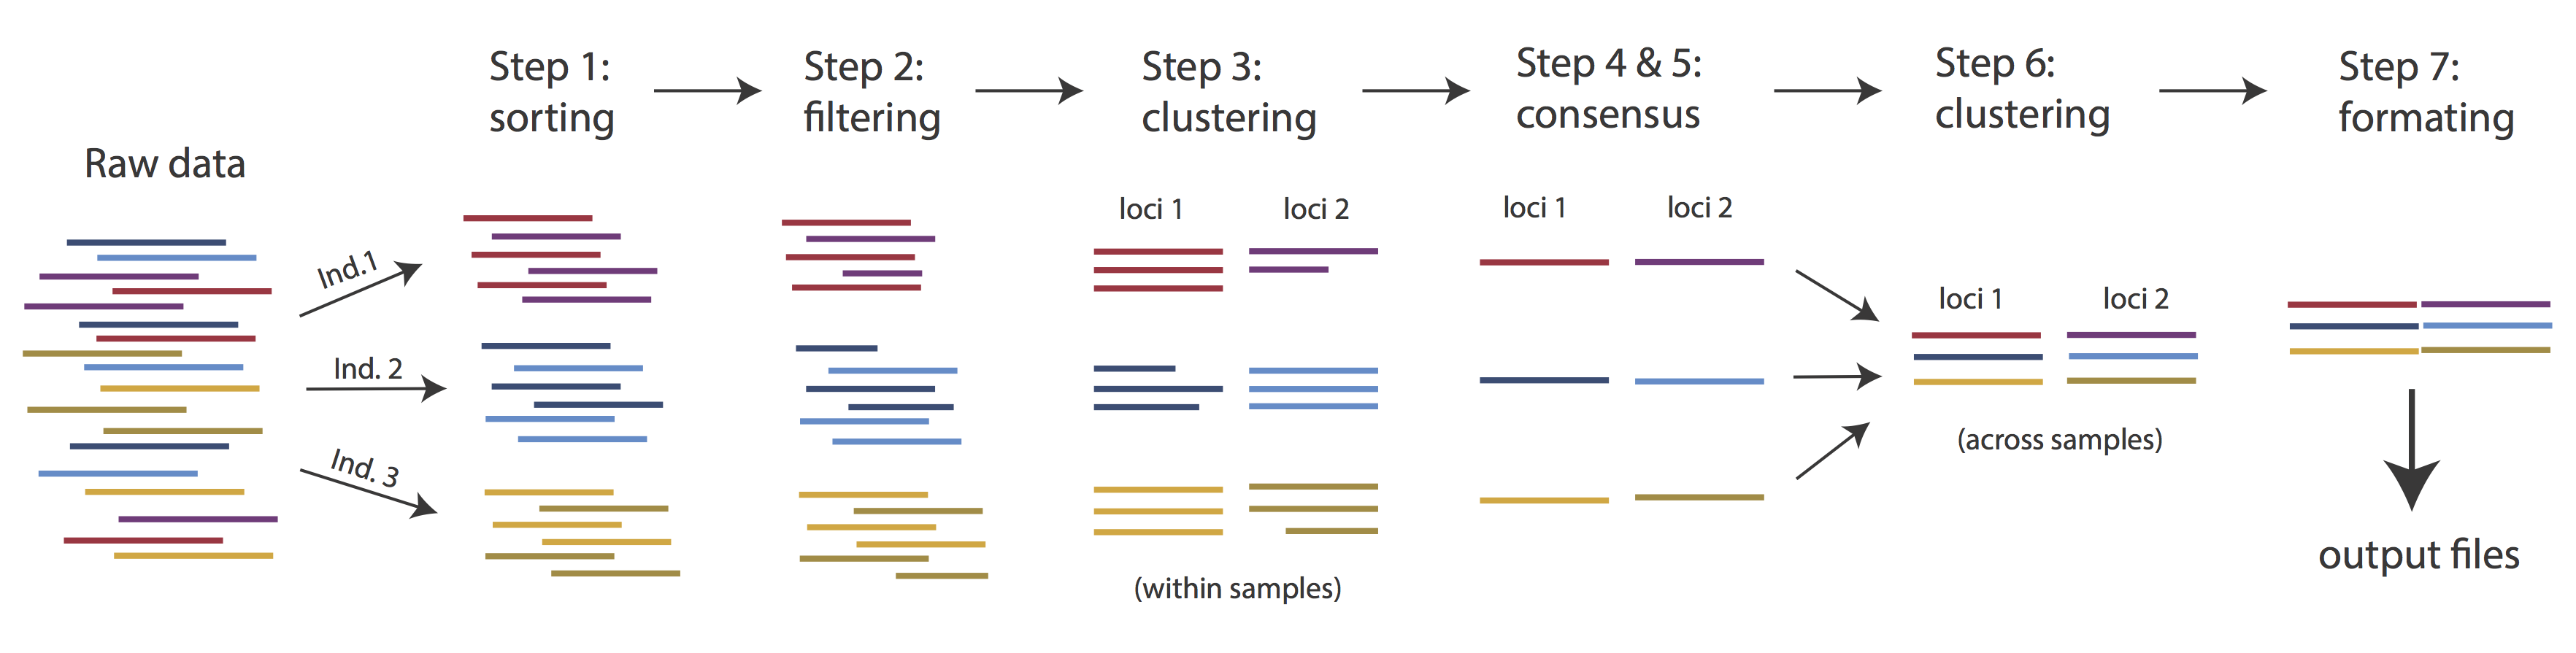 Raw data
Ind.1
Ind. 2
Ind. 3
Step 1:
sorting
Step 2:
filtering
Step 3:
clustering
loci 1
loci 2
(within samples)
Step 4 & 5:
consensus
loci 1
loci 2
Step 6:
clustering
loci 1
loci 2
(across samples)
Step 7:
formating
output files